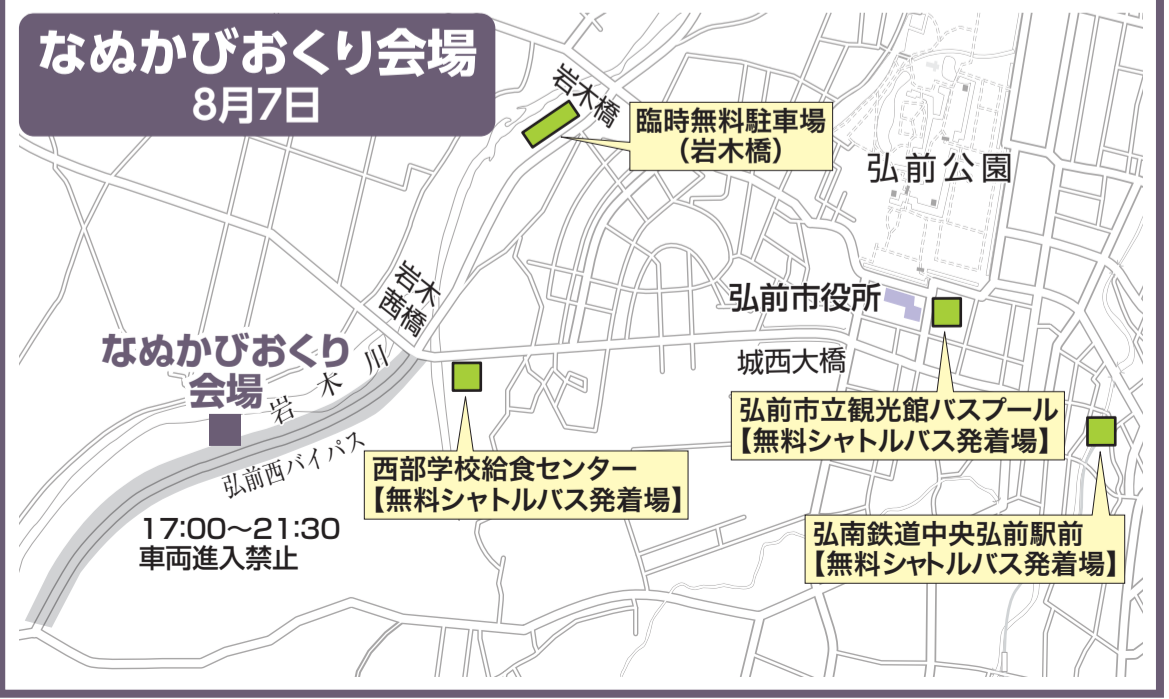 なぬかびおくり会場
8月7日
岩木橋
臨時無料駐車場
（岩木橋）
弘前公園
岩木
茜橋
弘前市役所
なぬかびおくり
会場
岩木川
城西大橋
弘前市立観光館バスプール
【無料シャトルバス発着場】
弘前西バイパス
西部学校給食センター
【無料シャトルバス発着場】
17:00〜21:30
車両進入禁止
弘南鉄道中央弘前駅前
【無料シャトルバス発着場】